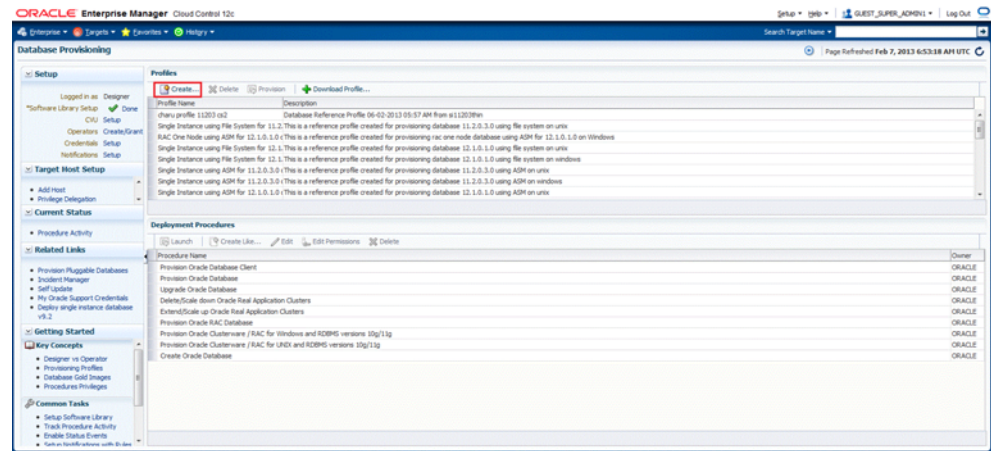 ORACLE Enterprise Manager Cloud Control 12c
Setup Help GUEST_SUPER_ADMIN1 Log Out
Enterprise Targets Favorites History
Search Target Name
Database Provisioning
Page Refreshed Feb 7, 2013 6:53:18 AM UTC
Setup
Logged in as Designer
*Software Library Setup Done
CVU Setup
Operators Create/Grant
Credentials Setup
Notifications Setup
Target Host Setup
Add Host
Privilege Delegation
Current Status
Procedure Activity
Related Links
Provision Pluggable Databases
Incident Manager
Self Update
My Oracle Support Credentials
Deploy single instance database
v9.2
Getting Started
Key Concepts
Designer vs Operator
Provisioning Profiles
Database Gold Images
Procedures Privileges
Common Tasks
Setup Software Library
Track Procedure Activity
Enable Status Events
Setup Notifications with Rules
Profiles
Create... Delete Provision Download Profile...
Profile Name Description
charu profile 11203 cs2 Database Reference Profile 06-02-2013 05:57 AM from
Single Instance using File System for 11.2. This is a reference profile created for provisioning database 11.2.0.3.0 using file system on unix
RAC One Node using ASM for 12.1.0.1.0 ( This is a reference profile created for provisioning rac one node database using ASM for 12.1.0.1.0 on Windows
Single Instance using File System for 12.1. This is a reference profile created for provisioning database 12.1.0.1.0 using file system on unix
Single Instance using File System for 12.1. This is a reference profile created for provisioning database 12.1.0.1.0 using file system on windows
Single Instance using ASM for 11.2.0.3.0 ( This is a reference profile created for provisioning database 11.2.0.3.0 using ASM on unix
Single Instance using ASM for 11.2.0.3.0 ( This is a reference profile created for provisioning database 11.2.0.3.0 using ASM on windows
Single Instance using ASM for 12.1.0.1.0 ( This is a reference profile created for provisioning database 12.1.0.1.0 using ASM on unix
Deployment Procedures
Launch Create Like... Edit Edit Permissions Delete
Procedure Name Owner
Provision Oracle Database Client ORACLE
Provision Oracle Database ORACLE
Upgrade Oracle Database ORACLE
Delete/Scale down Oracle Real Application Clusters ORACLE
Extend/Scale up Oracle Real Application Clusters ORACLE
Provision Oracle RAC Database ORACLE
Provision Oracle Clusterware / RAC for Windows and RDBMS versions 10g/11g ORACLE
Provision Oracle Clusterware / RAC for UNIX and RDBMS versions 10g/11g ORACLE
Create Oracle Database ORACLE